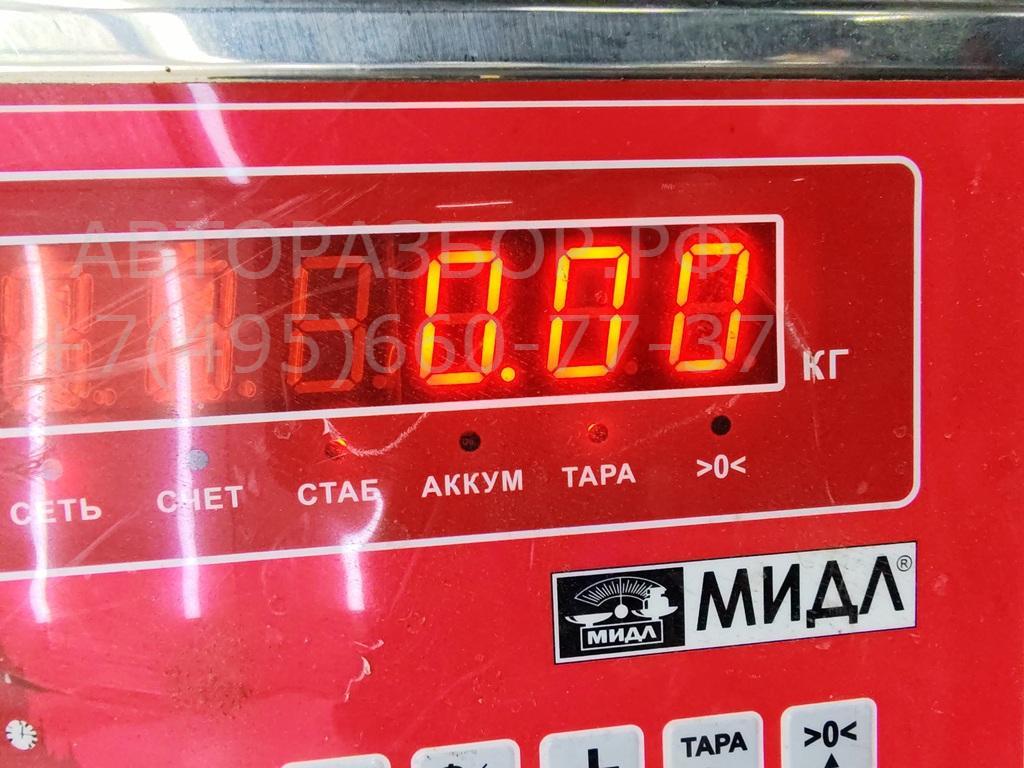 АВТОРАЗБОР.РФ
+7(495)660-77-37
0.00
КГ
СЕТЬ СЧЕТ СТАБ АККУМ ТАРА >0<
МИДЛ МИДЛ®
ТАРА >0<